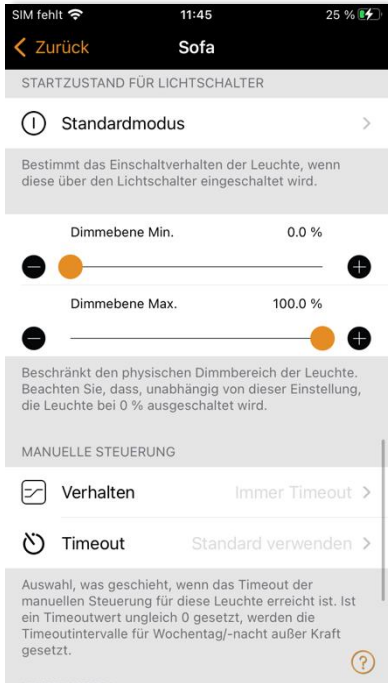 SIM fehlt 11:45 25 %
Zurück Sofa
STARTZUSTAND FÜR LICHTSCHALTER
Standardmodus
Bestimmt das Einschaltverhalten der Leuchte, wenn
diese über den Lichtschalter eingeschaltet wird.
Dimmebene Min. 0.0 %
Dimmebene Max. 100.0 %
Beschränkt den physischen Dimmbereich der Leuchte.
Beachten Sie, dass, unabhängig von dieser Einstellung,
die Leuchte bei 0 % ausgeschaltet wird.
MANUELLE STEUERUNG
Verhalten Immer Timeout
Timeout Standard verwenden
Auswahl, was geschieht, wenn das Timeout der
manuellen Steuerung für diese Leuchte erreicht ist. Ist
ein Timeoutwert ungleich 0 gesetzt, werden die
Timeoutintervalle für Wochentag/-nacht außer Kraft
gesetzt.
?